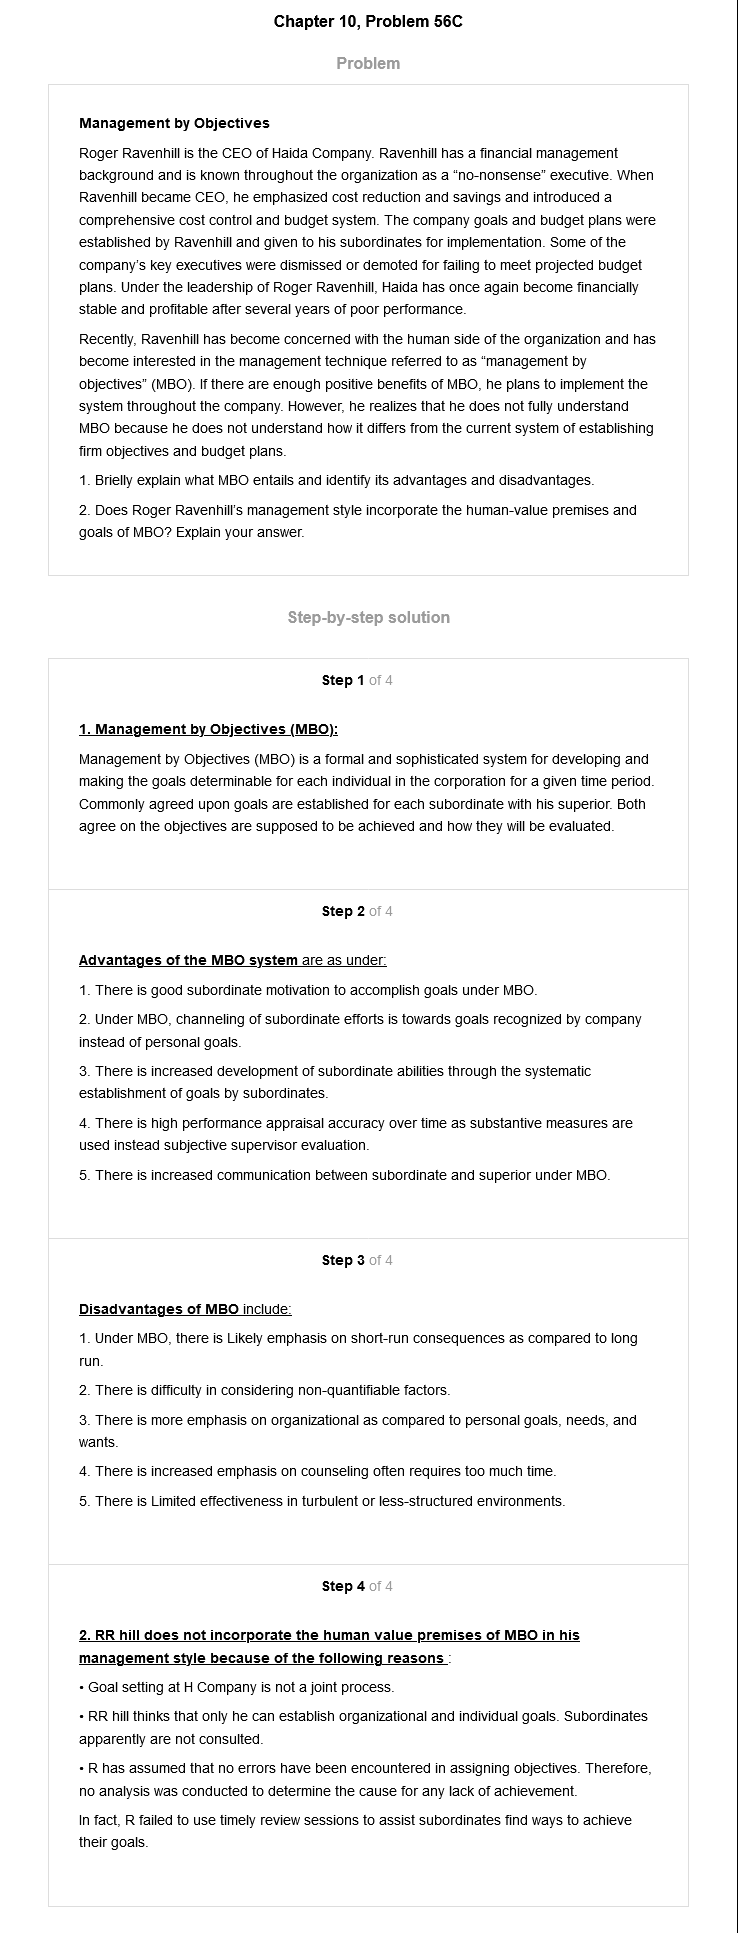 Chapter 10, Problem 56C
Problem
Management by Objectives
Roger Ravenhill is the CEO of Haida Company. Ravenhill has a financial management
background and is known throughout the organization as a “no-nonsense” executive. When
Ravenhill became CEO, he emphasized cost reduction and savings and introduced a
comprehensive cost control and budget system. The company goals and budget plans were
established by Ravenhill and given to his subordinates for implementation. Some of the
company’s key executives were dismissed or demoted for failing to meet projected budget
plans. Under the leadership of Roger Ravenhill, Haida has once again become financially
stable and profitable after several years of poor performance.
Recently, Ravenhill has become concerned with the human side of the organization and has
become interested in the management technique referred to as “management by
objectives” (MBO). If there are enough positive benefits of MBO, he plans to implement the
system throughout the company. However, he realizes that he does not fully understand
MBO because he does not understand how it differs from the current system of establishing
firm objectives and budget plans.
1. Brielly explain what MBO entails and identify its advantages and disadvantages.
2. Does Roger Ravenhill’s management style incorporate the human-value premises and
goals of MBO? Explain your answer.
Step-by-step solution
Step 1 of 4
1. Management by Objectives (MBO):
Management by Objectives (MBO) is a formal and sophisticated system for developing and
making the goals determinable for each individual in the corporation for a given time period.
Commonly agreed upon goals are established for each subordinate with his superior. Both
agree on the objectives are supposed to be achieved and how they will be evaluated.
Step 2 of 4
Advantages of the MBO system are as under:
1. There is good subordinate motivation to accomplish goals under MBO.
2. Under MBO, channeling of subordinate efforts is towards goals recognized by company
instead of personal goals.
3. There is increased development of subordinate abilities through the systematic
establishment of goals by subordinates.
4. There is high performance appraisal accuracy over time as substantive measures are
used instead subjective supervisor evaluation.
5. There is increased communication between subordinate and superior under MBO.
Step 3 of 4
Disadvantages of MBO include:
1. Under MBO, there is Likely emphasis on short-run consequences as compared to long
run.
2. There is difficulty in considering non-quantifiable factors.
3. There is more emphasis on organizational as compared to personal goals, needs, and
wants.
4. There is increased emphasis on counseling often requires too much time.
5. There is Limited effectiveness in turbulent or less-structured environments.
Step 4 of 4
2. RR hill does not incorporate the human value premises of MBO in his
management style because of the following reasons :
• Goal setting at H Company is not a joint process.
• RR hill thinks that only he can establish organizational and individual goals. Subordinates
apparently are not consulted.
• R has assumed that no errors have been encountered in assigning objectives. Therefore,
no analysis was conducted to determine the cause for any lack of achievement.
In fact, R failed to use timely review sessions to assist subordinates find ways to achieve
their goals.